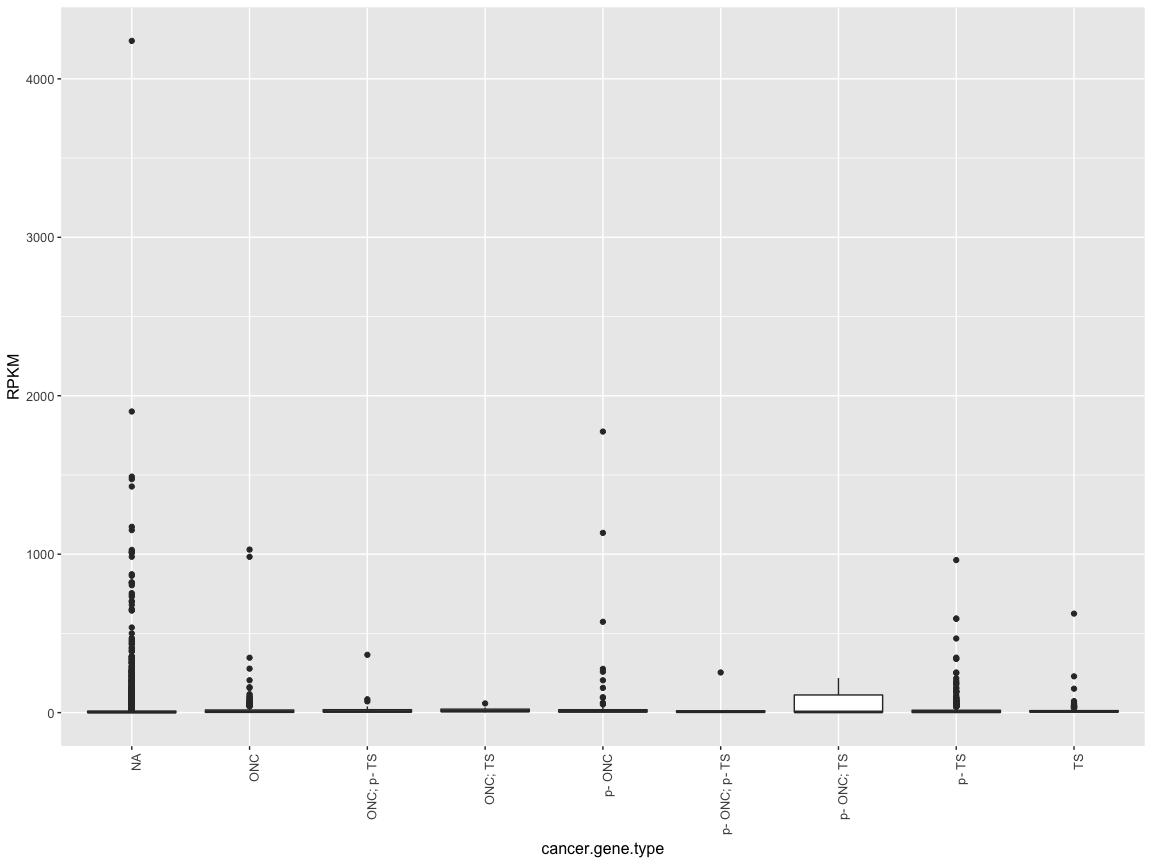 4000
3000
2000
1000
0
RPKM
NA
ONC
ONC; p- TS
ONC; TS
p- ONC
p- ONC; p- TS
p- ONC; TS
p- TS
TS
cancer.gene.type